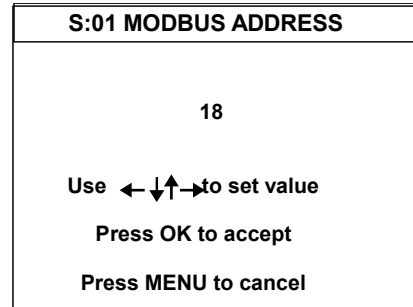 S:01 MODBUS ADDRESS
18
Use ←↓↑→to set value
Press OK to accept
Press MENU to cancel